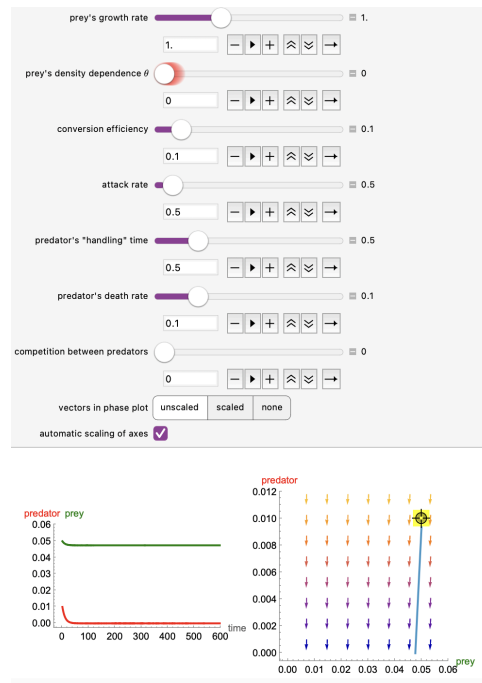 prey's growth rate 1.
1.
prey's density dependence θ 0
0
conversion efficiency 0.1
0.1
attack rate 0.5
0.5
predator's "handling" time 0.5
0.5
predator's death rate 0.1
0.1
competition between predators 0
0
vectors in phase plot unscaled scaled none
automatic scaling of axes
predator prey
0.06
0.05
0.04
0.03
0.02
0.01
0.00
0 100 200 300 400 500 600
time
predator
0.012
0.010
0.008
0.006
0.004
0.002
0.000
0.00 0.01 0.02 0.03 0.04 0.05 0.06
prey